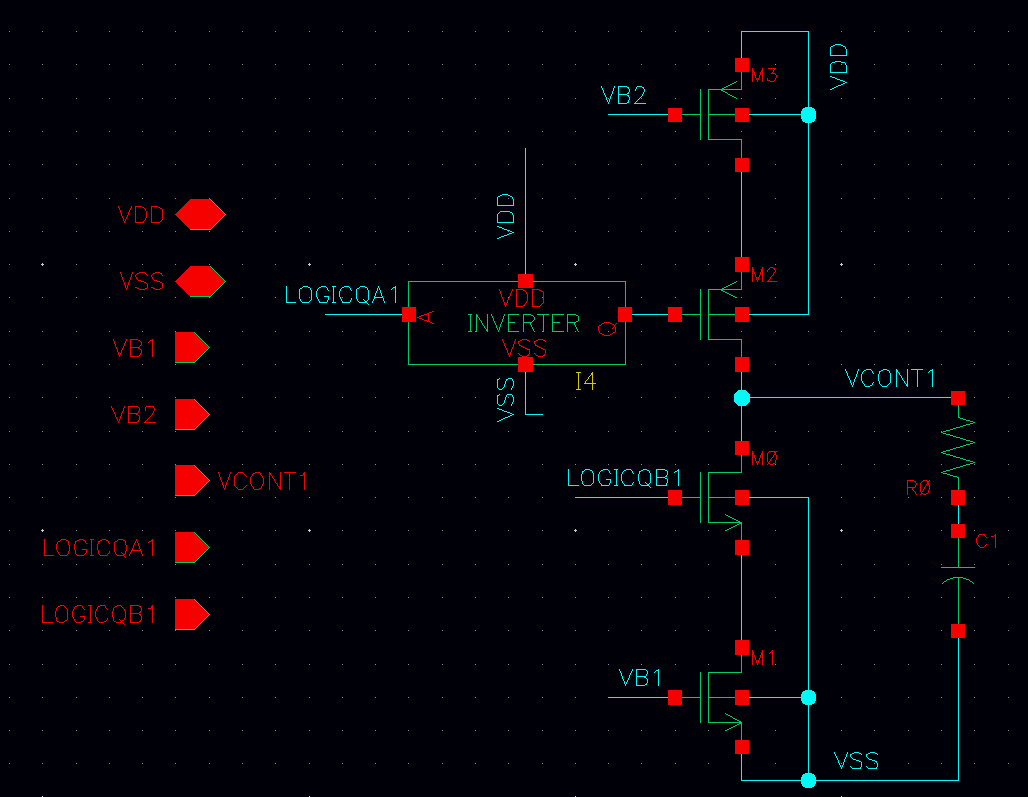 VDD
VSS
VB1
VB2
VCONT1
LOGICQA1
LOGICQB1
LOGICQA1
VDD
A
VDD
INVERTER
VSS
Q
I4
VSS
VB2
M3
VDD
M2
VCONT1
LOGICQB1
M0
R0
C1
VB1
M1
VSS